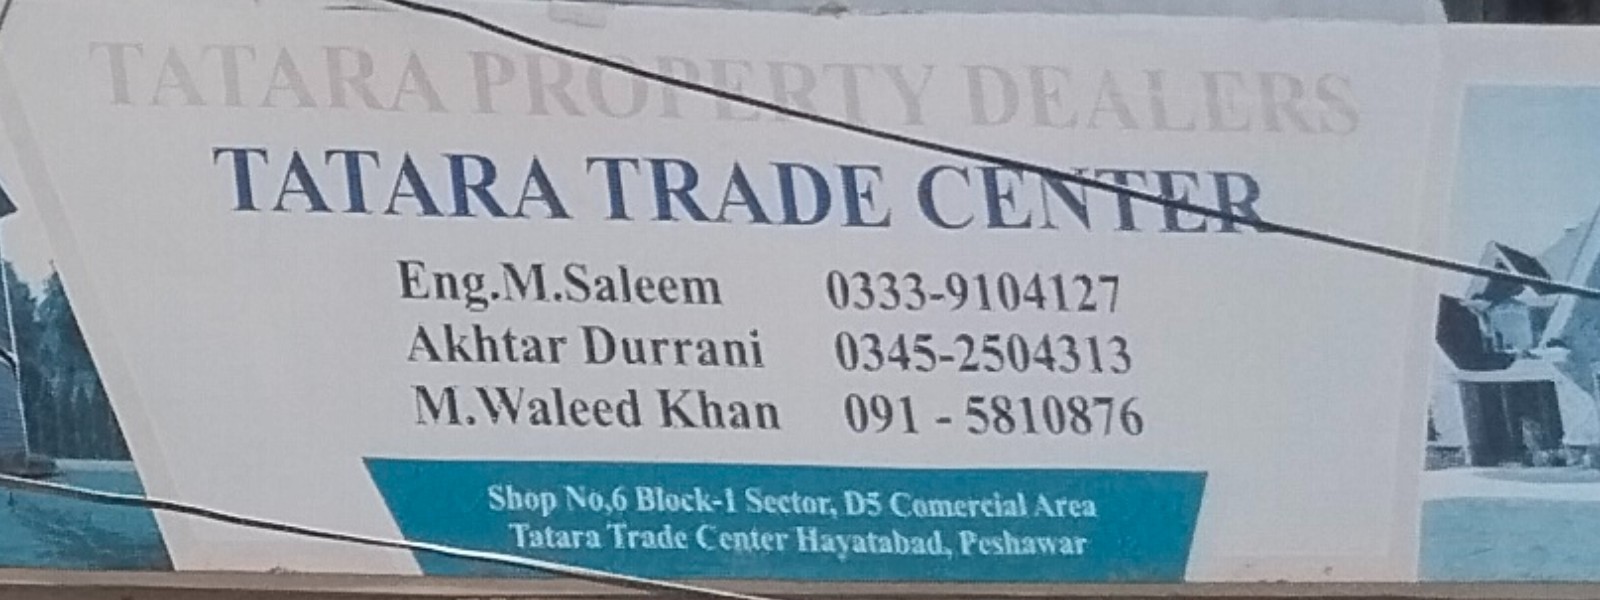 TATARA PROPERTY DEALERS
TATARA TRADE CENTER
Eng.M.Saleem 0333-9104127
Akhtar Durrani 0345-2504313
M.Waleed Khan 091 - 5810876
Shop No,6 Block-1 Sector, D5 Comercial Area
Tatara Trade Center Hayatabad, Peshawar